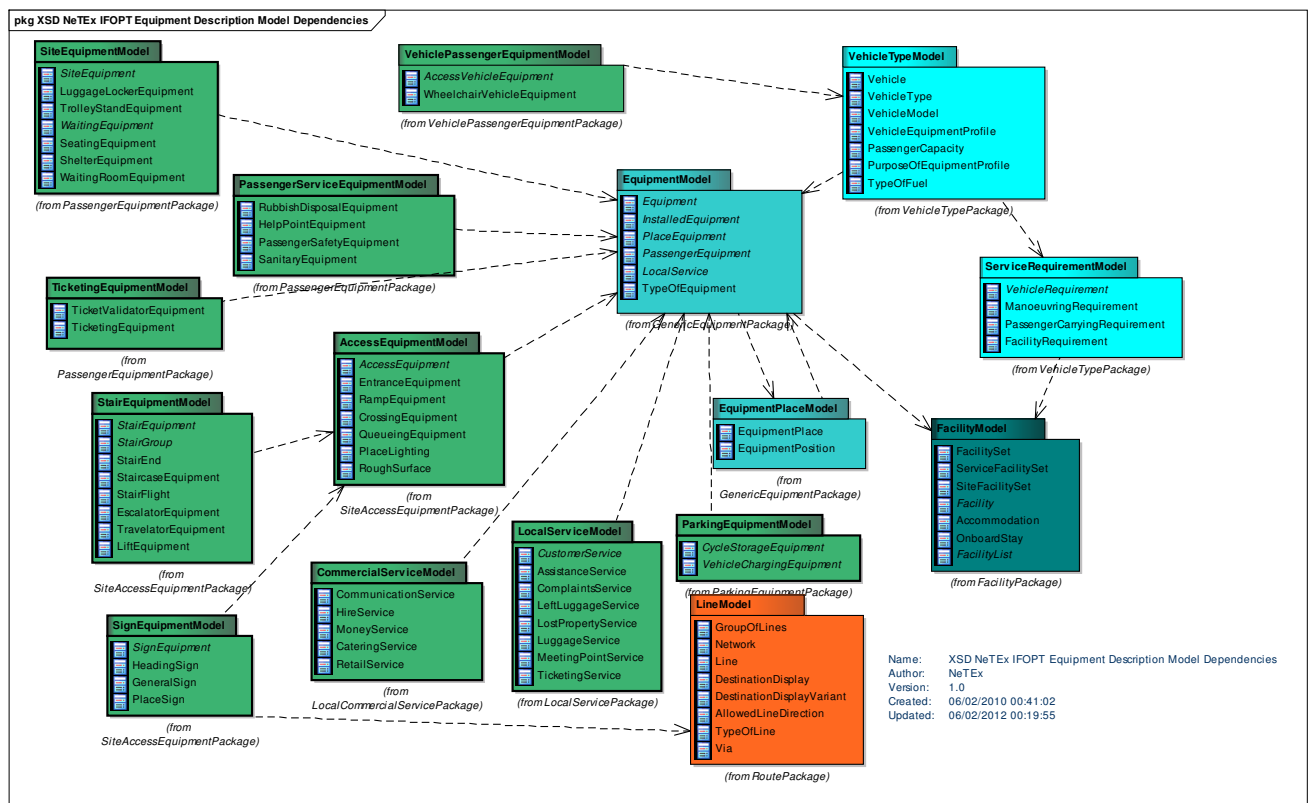 pkg XSD NeTEx IFOPT Equipment Description Model Dependencies
SiteEquipmentModel
SiteEquipment
LuggageLockerEquipment
TrolleyStandEquipment
WaitingEquipment
SeatingEquipment
ShelterEquipment
WaitingRoomEquipment
(from PassengerEquipmentPackage)
VehiclePassengerEquipmentModel
AccessVehicleEquipment
WheelchairVehicleEquipment
(from VehiclePassengerEquipmentPackage)
VehicleTypeModel
Vehicle
VehicleType
VehicleModel
VehicleEquipmentProfile
PassengerCapacity
PurposeOfEquipmentProfile
TypeOfFuel
(from VehicleTypePackage)
PassengerServiceEquipmentModel
RubbishDisposalEquipment
HelpPointEquipment
PassengerSafetyEquipment
SanitaryEquipment
(from PassengerEquipmentPackage)
EquipmentModel
Equipment
InstalledEquipment
PlaceEquipment
PassengerEquipment
LocalService
TypeOfEquipment
(from GenericEquipmentPackage)
ServiceRequirementModel
VehicleRequirement
ManoeuvringRequirement
PassengerCarryingRequirement
FacilityRequirement
(from VehicleTypePackage)
TicketingEquipmentModel
TicketValidatorEquipment
TicketingEquipment
(from
PassengerEquipmentPackage)
AccessEquipmentModel
AccessEquipment
EntranceEquipment
RampEquipment
CrossingEquipment
QueueingEquipment
PlaceLighting
RoughSurface
(from
SiteAccessEquipmentPackage)
StairEquipmentModel
StairEquipment
StairGroup
StairEnd
StaircaseEquipment
StairFlight
EscalatorEquipment
TravelatorEquipment
LiftEquipment
(from
SiteAccessEquipmentPackage)
EquipmentPlaceModel
EquipmentPlace
EquipmentPosition
(from
GenericEquipmentPackage)
FacilityModel
FacilitySet
ServiceFacilitySet
SiteFacilitySet
Facility
Accommodation
OnboardStay
FacilityList
(from FacilityPackage)
ParkingEquipmentModel
CycleStorageEquipment
VehicleChargingEquipment
(from ParkingEquipmentPackage)
LocalServiceModel
CustomerService
AssistanceService
ComplaintsService
LeftLuggageService
LostPropertyService
LuggageService
MeetingPointService
TicketingService
(from LocalServicePackage)
CommercialServiceModel
CommunicationService
HireService
MoneyService
CateringService
RetailService
(from
LocalCommercialServicePackage)
SignEquipmentModel
SignEquipment
HeadingSign
GeneralSign
PlaceSign
(from
SiteAccessEquipmentPackage)
LineModel
GroupOfLines
Network
Line
DestinationDisplay
DestinationDisplayVariant
AllowedLineDirection
TypeOfLine
Via
(from RoutePackage)
Name: XSD NeTEx IFOPT Equipment Description Model Dependencies
Author: NeTEx
Version: 1.0
Created: 06/02/2010 00:41:02
Updated: 06/02/2012 00:19:55